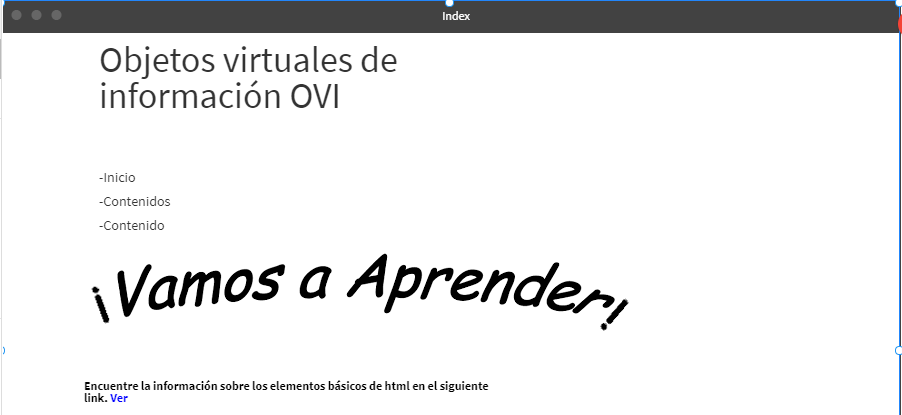 Index
Objetos virtuales de
información OVI
-Inicio
-Contenidos
-Contenido
¡Vamos a Aprender!
Encuentre la información sobre los elementos básicos de html en el siguiente
link. Ver